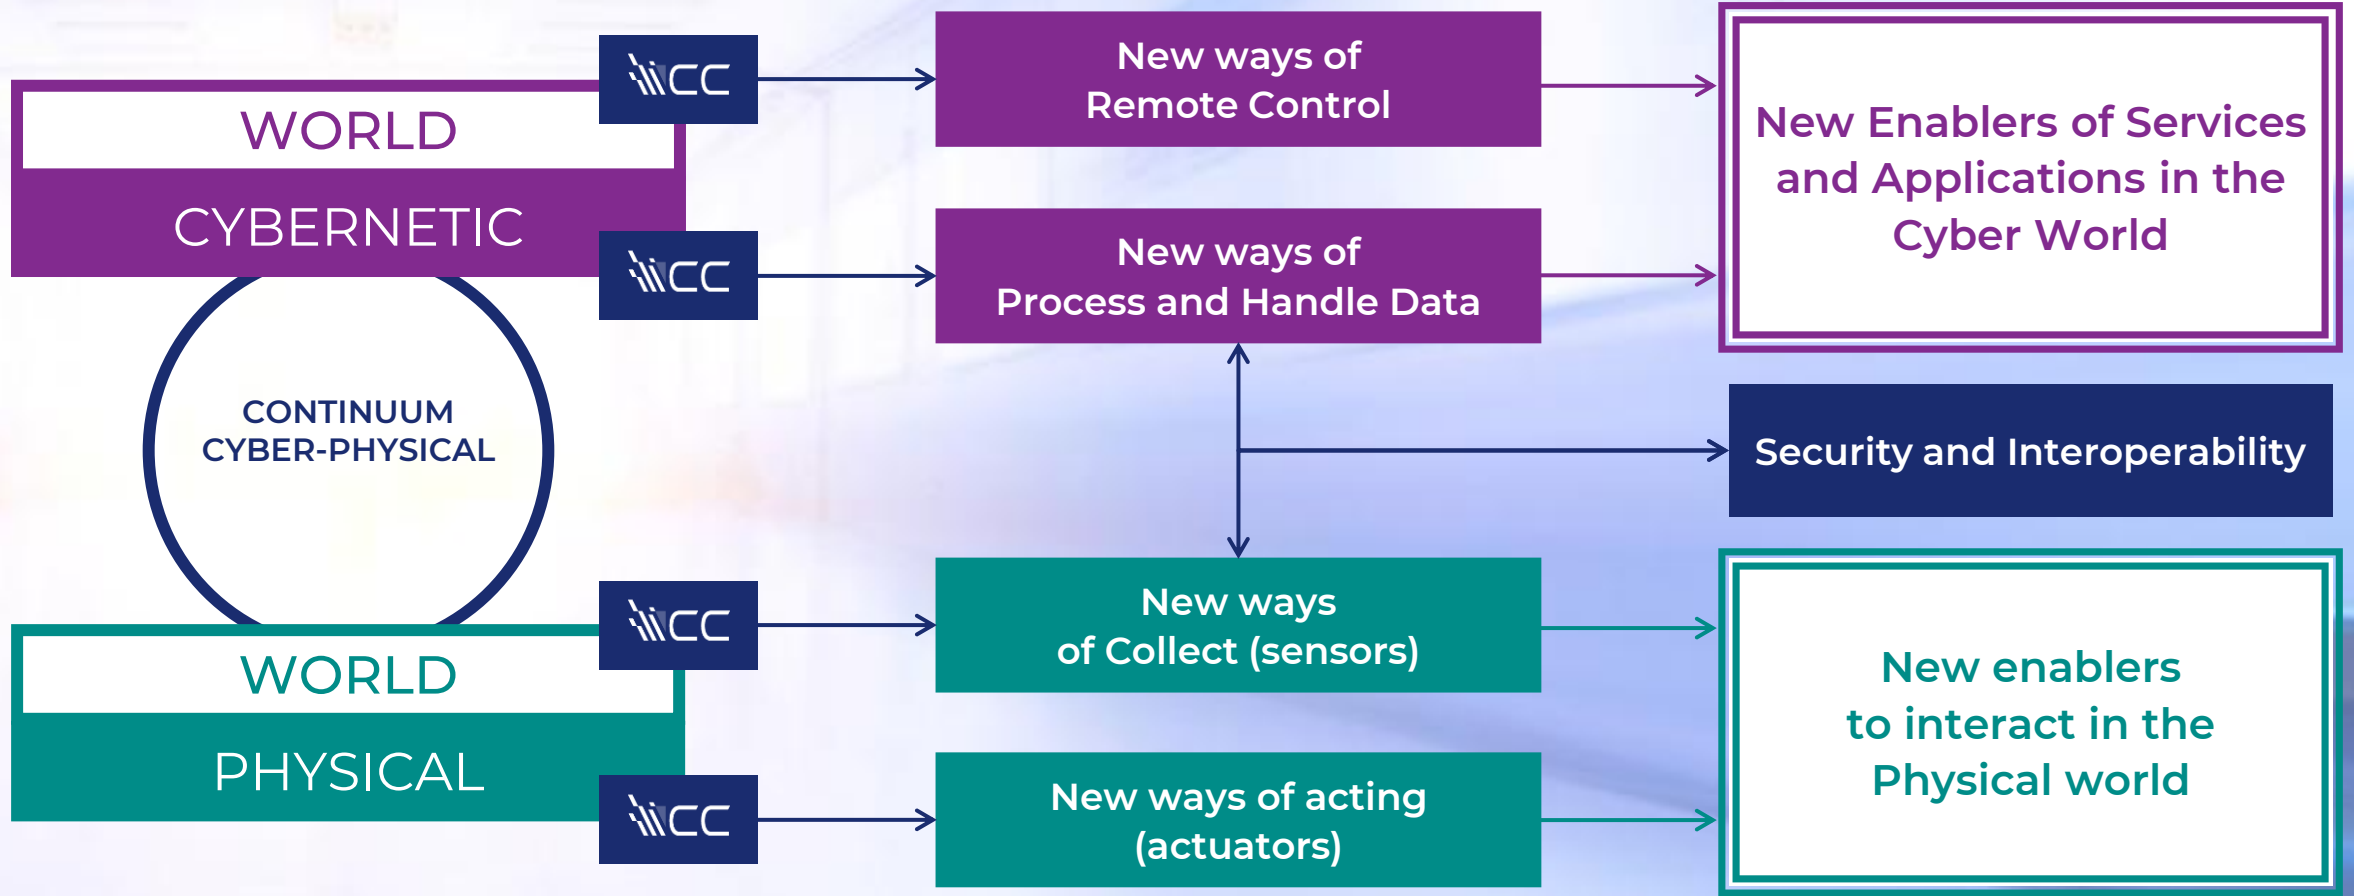 WORLD
CYBERNETIC
CONTINUUM
CYBER-PHYSICAL
WORLD
PHYSICAL
CC
CC
CC
CC
New ways of
Remote Control
New ways of
Process and Handle Data
New ways
of Collect (sensors)
New ways of acting
(actuators)
New Enablers of Services
and Applications in the
Cyber World
Security and Interoperability
New enablers
to interact in the
Physical world